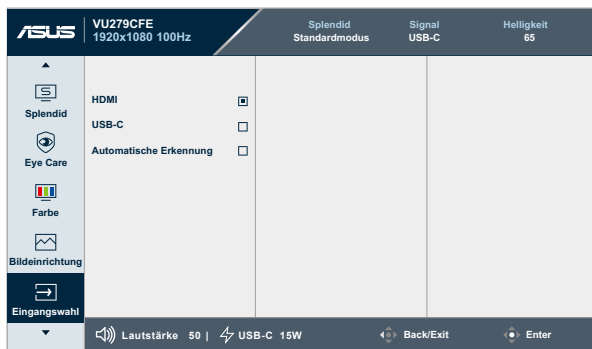 ASUS
VU279CFE
1920x1080 100Hz
Splendid
Standardmodus
Signal
USB-C
Helligkeit
65
Splendid
Eye Care
Farbe
Bildeinrichtung
Eingangswahl
HDMI
USB-C
Automatische Erkennung
Lautstärke 50 | USB-C 15W
Back/Exit
Enter